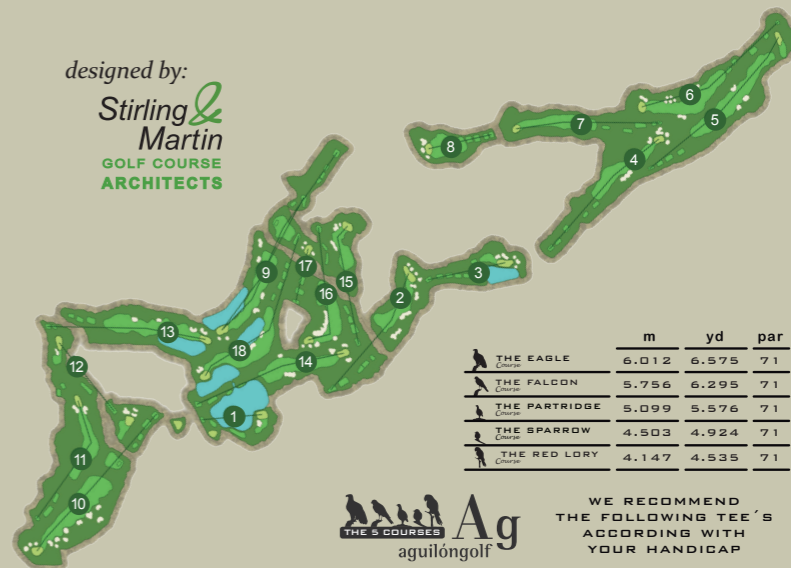 designed by:
Stirling &
Martin
GOLF COURSE
ARCHITECTS
6
7
5
8
4
9
17
15
3
2
16
13
18
14
12
1
11
10
m yd par
THE EAGLE Course 6.012 6.575 71
THE FALCON Course 5.756 6.295 71
THE PARTRIDGE Course 5.099 5.576 71
THE SPARROW Course 4.503 4.924 71
THE RED LORY Course 4.147 4.535 71
THE 5 COURSES
Ag
aguilóngolf
WE RECOMMEND
THE FOLLOWING TEE´S
ACCORDING WITH
YOUR HANDICAP